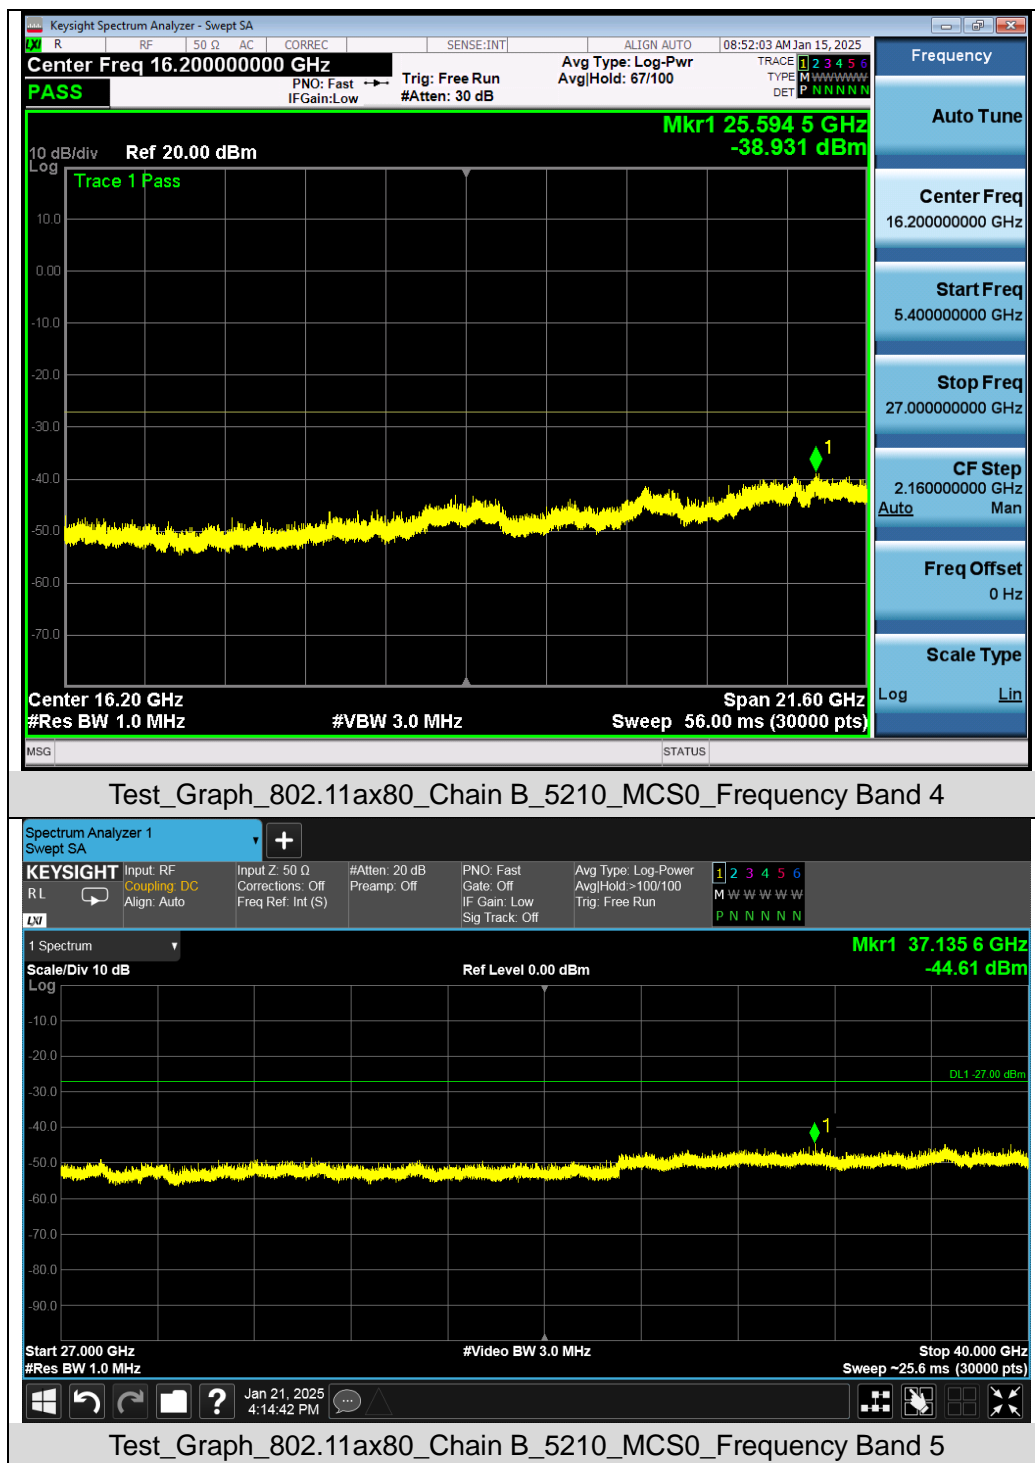 Keysight Spectrum Analyzer - Swept SA
LXI R RF 50 Ω AC CORREC SENSE:INT ALIGN AUTO 08:52:03 AM Jan 15, 2025
Center Freq 16.200000000 GHz
PASS
PNO: Fast
IFGain:Low
Trig: Free Run
#Atten: 30 dB
Avg Type: Log-Pwr
Avg|Hold: 67/100
TRACE 1 2 3 4 5 6
TYPE M WWWWW
DET P N N N N N
Mkr1 25.594 5 GHz
-38.931 dBm
10 dB/div Ref 20.00 dBm
Log
Trace 1 Pass
10.0
0.00
-10.0
-20.0
-30.0
-40.0
-50.0
-60.0
-70.0
1
Center 16.20 GHz Span 21.60 GHz
#Res BW 1.0 MHz #VBW 3.0 MHz Sweep 56.00 ms (30000 pts)
MSG STATUS
Frequency
Auto Tune
Center Freq
16.200000000 GHz
Start Freq
5.400000000 GHz
Stop Freq
27.000000000 GHz
CF Step
2.160000000 GHz
Auto Man
Freq Offset
0 Hz
Scale Type
Log Lin
Test_Graph_802.11ax80_Chain B_5210_MCS0_Frequency Band 4
Spectrum Analyzer 1
Swept SA
+
KEYSIGHT
RL
LXI
Input: RF
Coupling: DC
Align: Auto
Input Z: 50 Ω
Corrections: Off
Freq Ref: Int (S)
#Atten: 20 dB
Preamp: Off
PNO: Fast
Gate: Off
IF Gain: Low
Sig Track: Off
Avg Type: Log-Power
Avg|Hold:>100/100
Trig: Free Run
1 2 3 4 5 6
M W W W W W
P N N N N N
1 Spectrum
Mkr1 37.135 6 GHz
Scale/Div 10 dB Ref Level 0.00 dBm -44.61 dBm
Log
-10.0
-20.0
DL1 -27.00 dBm
-30.0
-40.0
-50.0
-60.0
-70.0
-80.0
-90.0
1
Start 27.000 GHz #Video BW 3.0 MHz Stop 40.000 GHz
#Res BW 1.0 MHz Sweep ~25.6 ms (30000 pts)
?
Jan 21, 2025
4:14:42 PM
Test_Graph_802.11ax80_Chain B_5210_MCS0_Frequency Band 5